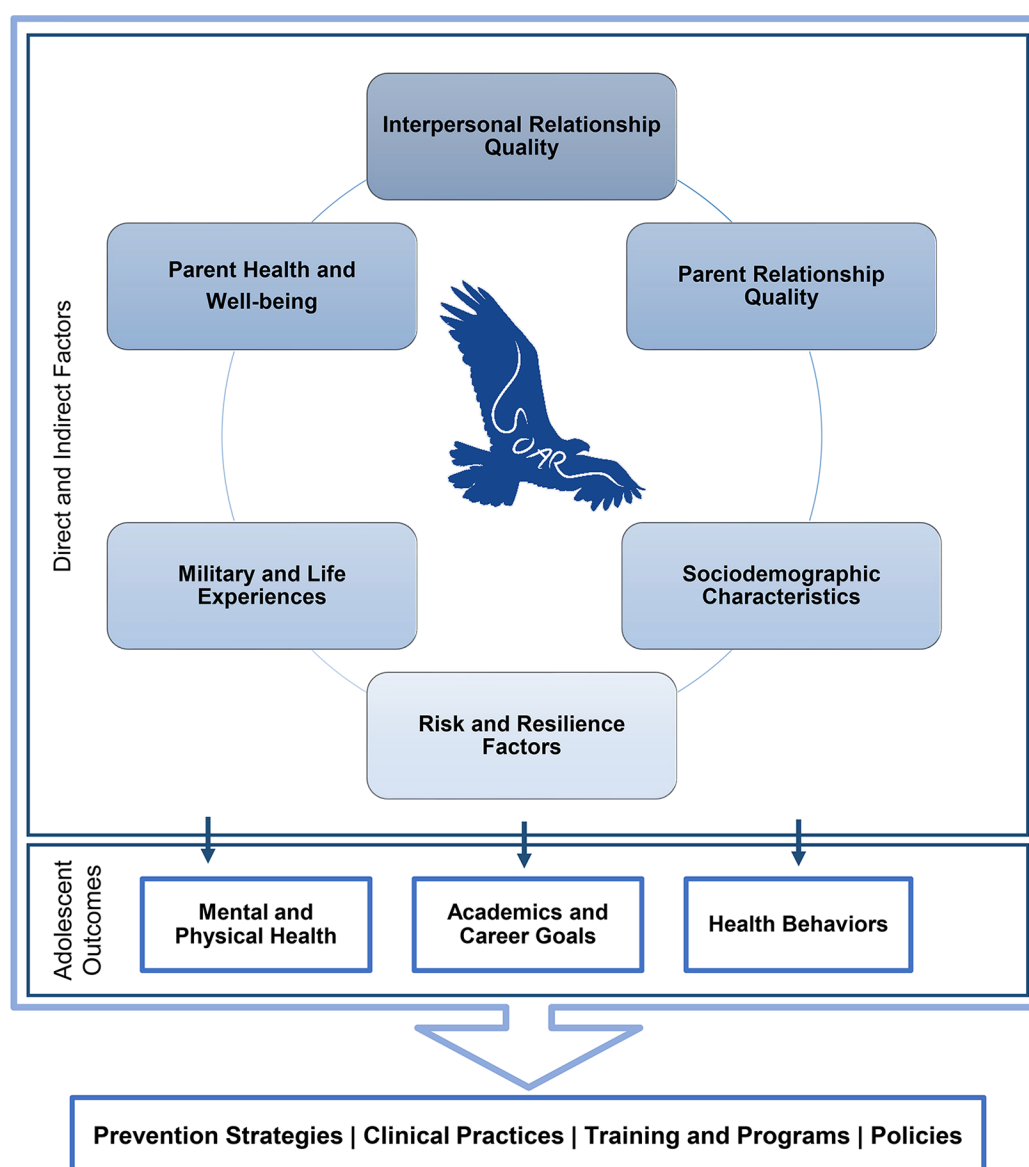 Interpersonal Relationship
Quality
Parent Health and
Well-being
Parent Relationship
Quality
Direct and Indirect Factors
SOAR
Military and Life
Experiences
Sociodemographic
Characteristics
Risk and Resilience
Factors
Adolescent
Outcomes
Mental and
Physical Health
Academics and
Career Goals
Health Behaviors
Prevention Strategies | Clinical Practices | Training and Programs | Policies